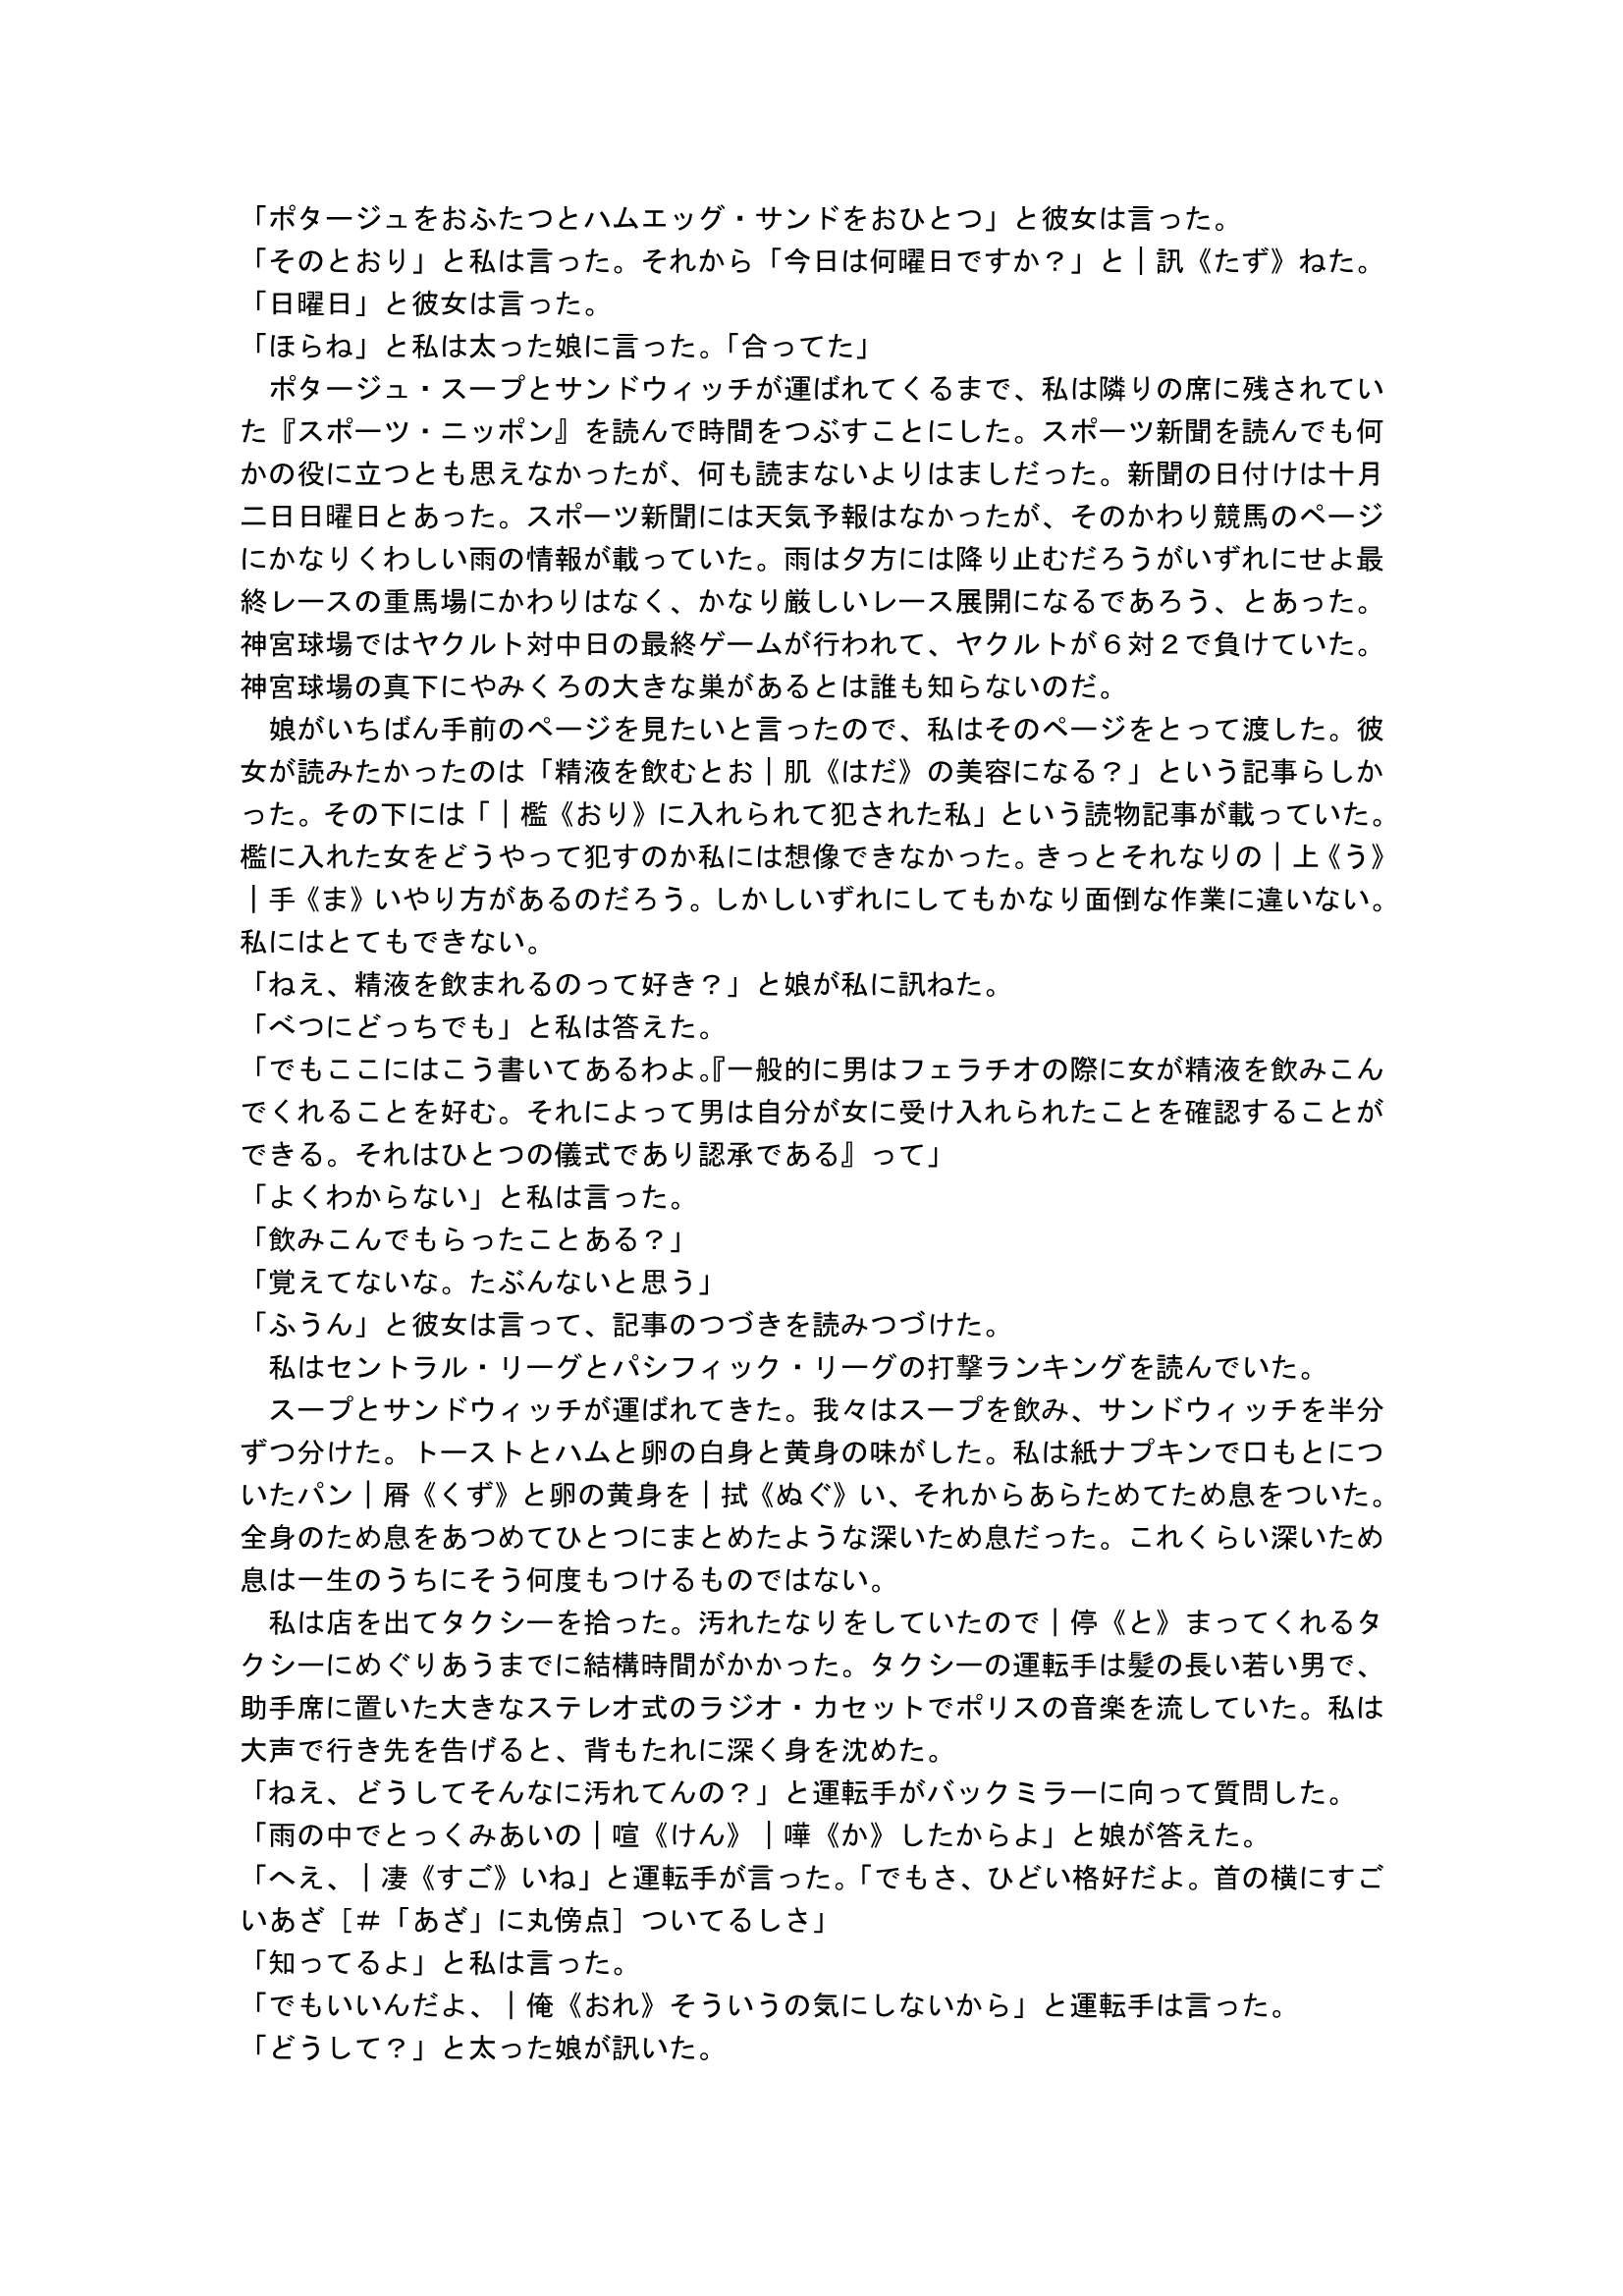 「ポタージュをおふたつとハムエッグ・サンドをおひとつ」と彼女は言った。
「そのとおり」と私は言った。それから「今日は何曜日ですか？」と｜訊《たず》ねた。
「日曜日」と彼女は言った。
「ほらね」と私は太った娘に言った。「合ってた」
　ポタージュ・スープとサンドウィッチが運ばれてくるまで、私は隣りの席に残されてい
た『スポーツ・ニッポン』を読んで時間をつぶすことにした。スポーツ新聞を読んでも何
かの役に立つとも思えなかったが、何も読まないよりはましだった。新聞の日付けは十月
二日日曜日とあった。スポーツ新聞には天気予報はなかったが、そのかわり競馬のページ
にかなりくわしい雨の情報が載っていた。雨は夕方には降り止むだろうがいずれにせよ最
終レースの重馬場にかわりはなく、かなり厳しいレース展開になるであろう、とあった。
神宮球場ではヤクルト対中日の最終ゲームが行われて、ヤクルトが６対２で負けていた。
神宮球場の真下にやみくろの大きな巣があるとは誰も知らないのだ。
　娘がいちばん手前のページを見たいと言ったので、私はそのページをとって渡した。彼
女が読みたかったのは「精液を飲むとお｜肌《はだ》の美容になる？」という記事らしか
った。その下には「｜檻《おり》に入れられて犯された私」という読物記事が載っていた。
檻に入れた女をどうやって犯すのか私には想像できなかった。きっとそれなりの｜上《う》
｜手《ま》いやり方があるのだろう。しかしいずれにしてもかなり面倒な作業に違いない。
私にはとてもできない。
「ねえ、精液を飲まれるのって好き？」と娘が私に訊ねた。
「べつにどっちでも」と私は答えた。
「でもここにはこう書いてあるわよ。『一般的に男はフェラチオの際に女が精液を飲みこん
でくれることを好む。それによって男は自分が女に受け入れられたことを確認することが
できる。それはひとつの儀式であり認承である』って」
「よくわからない」と私は言った。
「飲みこんでもらったことある？」
「覚えてないな。たぶんないと思う」
「ふうん」と彼女は言って、記事のつづきを読みつづけた。
　私はセントラル・リーグとパシフィック・リーグの打撃ランキングを読んでいた。
　スープとサンドウィッチが運ばれてきた。我々はスープを飲み、サンドウィッチを半分
ずつ分けた。トーストとハムと卵の白身と黄身の味がした。私は紙ナプキンで口もとにつ
いたパン｜屑《くず》と卵の黄身を｜拭《ぬぐ》い、それからあらためてため息をついた。
全身のため息をあつめてひとつにまとめたような深いため息だった。これくらい深いため
息は一生のうちにそう何度もつけるものではない。
　私は店を出てタクシーを拾った。汚れたなりをしていたので｜停《と》まってくれるタ
クシーにめぐりあうまでに結構時間がかかった。タクシーの運転手は髪の長い若い男で、
助手席に置いた大きなステレオ式のラジオ・カセットでポリスの音楽を流していた。私は
大声で行き先を告げると、背もたれに深く身を沈めた。
「ねえ、どうしてそんなに汚れてんの？」と運転手がバックミラーに向って質問した。
「雨の中でとっくみあいの｜喧《けん》｜嘩《か》したからよ」と娘が答えた。
「へえ、｜凄《すご》いね」と運転手が言った。「でもさ、ひどい格好だよ。首の横にすご
いあざ［＃「あざ」に丸傍点］ついてるしさ」
「知ってるよ」と私は言った。
「でもいいんだよ、｜俺《おれ》そういうの気にしないから」と運転手は言った。
「どうして？」と太った娘が訊いた。